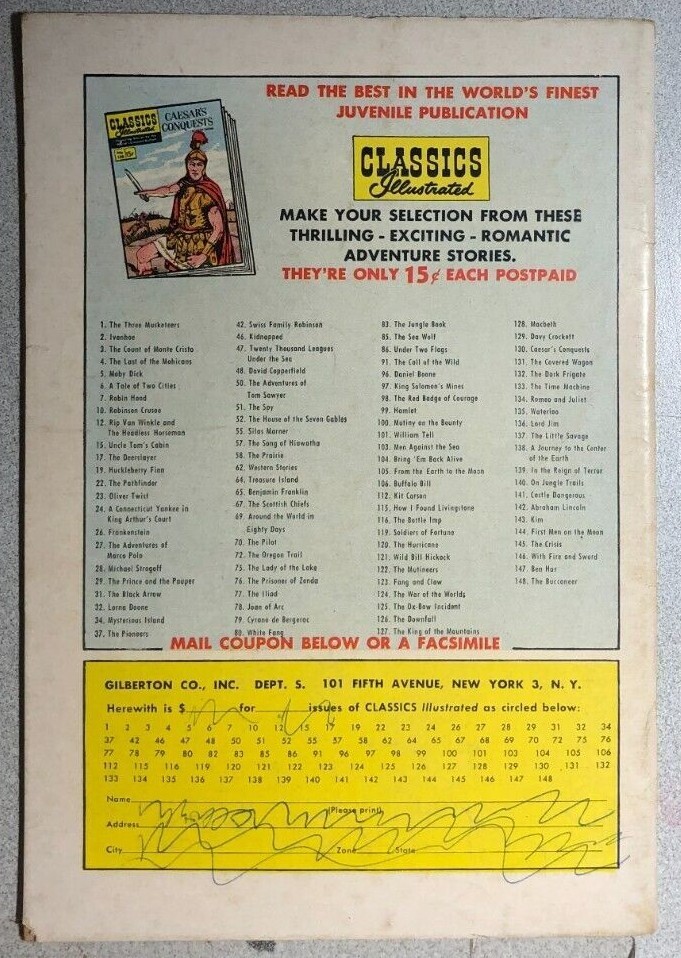 READ THE BEST IN THE WORLD'S FINEST
JUVENILE PUBLICATION
CLASSICS
Illustrated
CAESAR'S
CONQUESTS
CLASSICS
Illustrated
15¢
MAKE YOUR SELECTION FROM THESE
THRILLING - EXCITING - ROMANTIC
ADVENTURE STORIES.
THEY'RE ONLY 15¢ EACH POSTPAID
1. The Three Musketeers
2. Ivanhoe
3. The Count of Monte Cristo
4. The Last of the Mohicans
5. Moby Dick
6. A Tale of Two Cities
7. Robin Hood
10. Robinson Crusoe
12. Rip Van Winkle and
The Headless Horseman
15. Uncle Tom's Cabin
17. The Deerslayer
19. Huckleberry Finn
22. The Pathfinder
23. Oliver Twist
24. A Connecticut Yankee in
King Arthur's Court
26. Frankenstein
27. The Adventures of
Marco Polo
28. Michael Strogoff
29. The Prince and the Pauper
31. The Black Arrow
32. Lorna Doone
34. Mysterious Island
37. The Pioneers
42. Swiss Family Robinson
46. Kidnapped
47. Twenty Thousand Leagues
Under the Sea
48. David Copperfield
50. The Adventures of
Tom Sawyer
51. The Spy
52. The House of the Seven Gables
55. Silas Marner
57. The Song of Hiawatha
58. The Prairie
62. Western Stories
64. Treasure Island
65. Benjamin Franklin
67. The Scottish Chiefs
69. Around the World in
Eighty Days
70. The Pilot
72. The Oregon Trail
75. The Lady of the Lake
76. The Prisoner of Zenda
77. The Iliad
78. Joan of Arc
79. Cyrano de Bergerac
80. White Fang
83. The Jungle Book
85. The Sea Wolf
86. Under Two Flags
91. The Call of the Wild
96. Daniel Boone
97. King Solomon's Mines
98. The Red Badge of Courage
99. Hamlet
100. Mutiny on the Bounty
101. William Tell
103. Men Against the Sea
104. Bring 'Em Back Alive
105. From the Earth to the Moon
106. Buffalo Bill
112. Kit Carson
115. How I Found Livingstone
116. The Bottle Imp
119. Soldiers of Fortune
120. The Hurricane
121. Wild Bill Hickock
122. The Mutineers
123. Fang and Claw
124. The War of the Worlds
125. The Ox-Bow Incident
126. The Downfall
127. The King of the Mountains
128. Macbeth
129. Davy Crockett
130. Caesar's Conquests
131. The Covered Wagon
132. The Dark Frigate
133. The Time Machine
134. Romeo and Juliet
135. Waterloo
136. Lord Jim
137. The Little Savage
138. A Journey to the Center
of the Earth
139. In the Reign of Terror
140. On Jungle Trails
141. Castle Dangerous
142. Abraham Lincoln
143. Kim
144. First Men on the Moon
145. The Crisis
146. With Fire and Sword
147. Ben Hur
148. The Buccaneer
MAIL COUPON BELOW OR A FACSIMILE
GILBERTON CO., INC. DEPT. S. 101 FIFTH AVENUE, NEW YORK 3, N. Y.
Herewith is $ for issues of CLASSICS Illustrated as circled below:
1 2 3 4 5 6 7 10 12 15 17 19 22 23 24 26 27 28 29 31 32 34
37 42 46 47 48 50 51 52 55 57 58 62 64 65 67 69 70 72 75 76
77 78 79 80 82 83 85 86 91 96 97 98 99 100 101 103 104 105 106
112 115 116 119 120 121 122 123 124 125 126 127 128 129 130 131 132
133 134 135 136 137 138 139 140 141 142 143 144 145 146 147 148
Name
(Please print)
Address
City Zone State